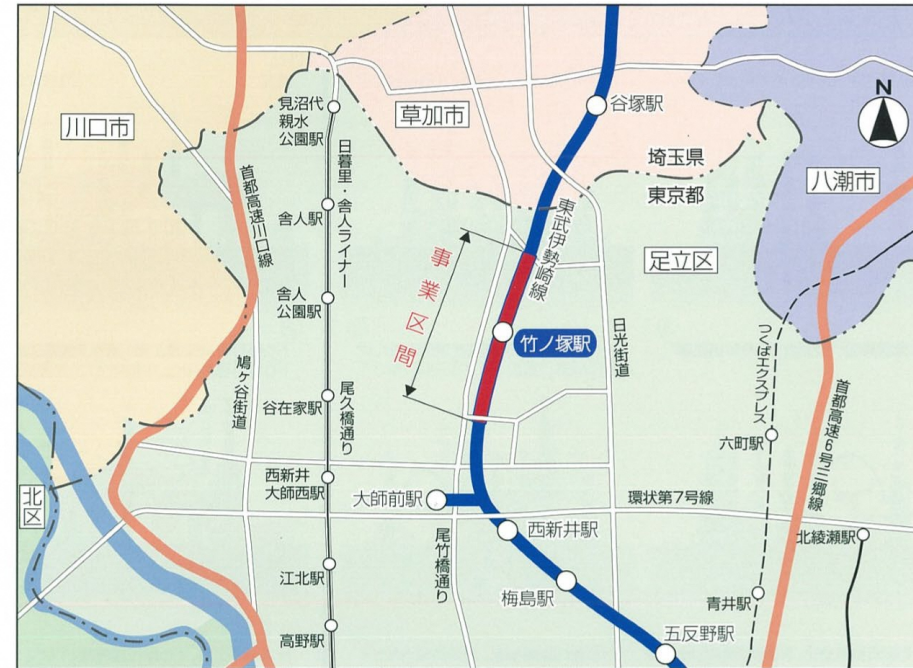 N
川口市
見沼代
親水
公園駅
草加市
谷塚駅
埼玉県
東京都
八潮市
首都高速川口線
日暮里・舎人ライナー
舎人駅
東武伊勢崎線
足立区
事業区間
舎人
公園駅
竹ノ塚駅
日光街道
つくばエクスプレス
鳩ヶ谷街道
谷在家駅
尾久橋通り
首都高速6号三郷線
六町駅
北区
西新井
大師西駅
大師前駅
環状第7号線
西新井駅
尾竹橋通り
北綾瀬駅
江北駅
梅島駅
青井駅
高野駅
五反野駅